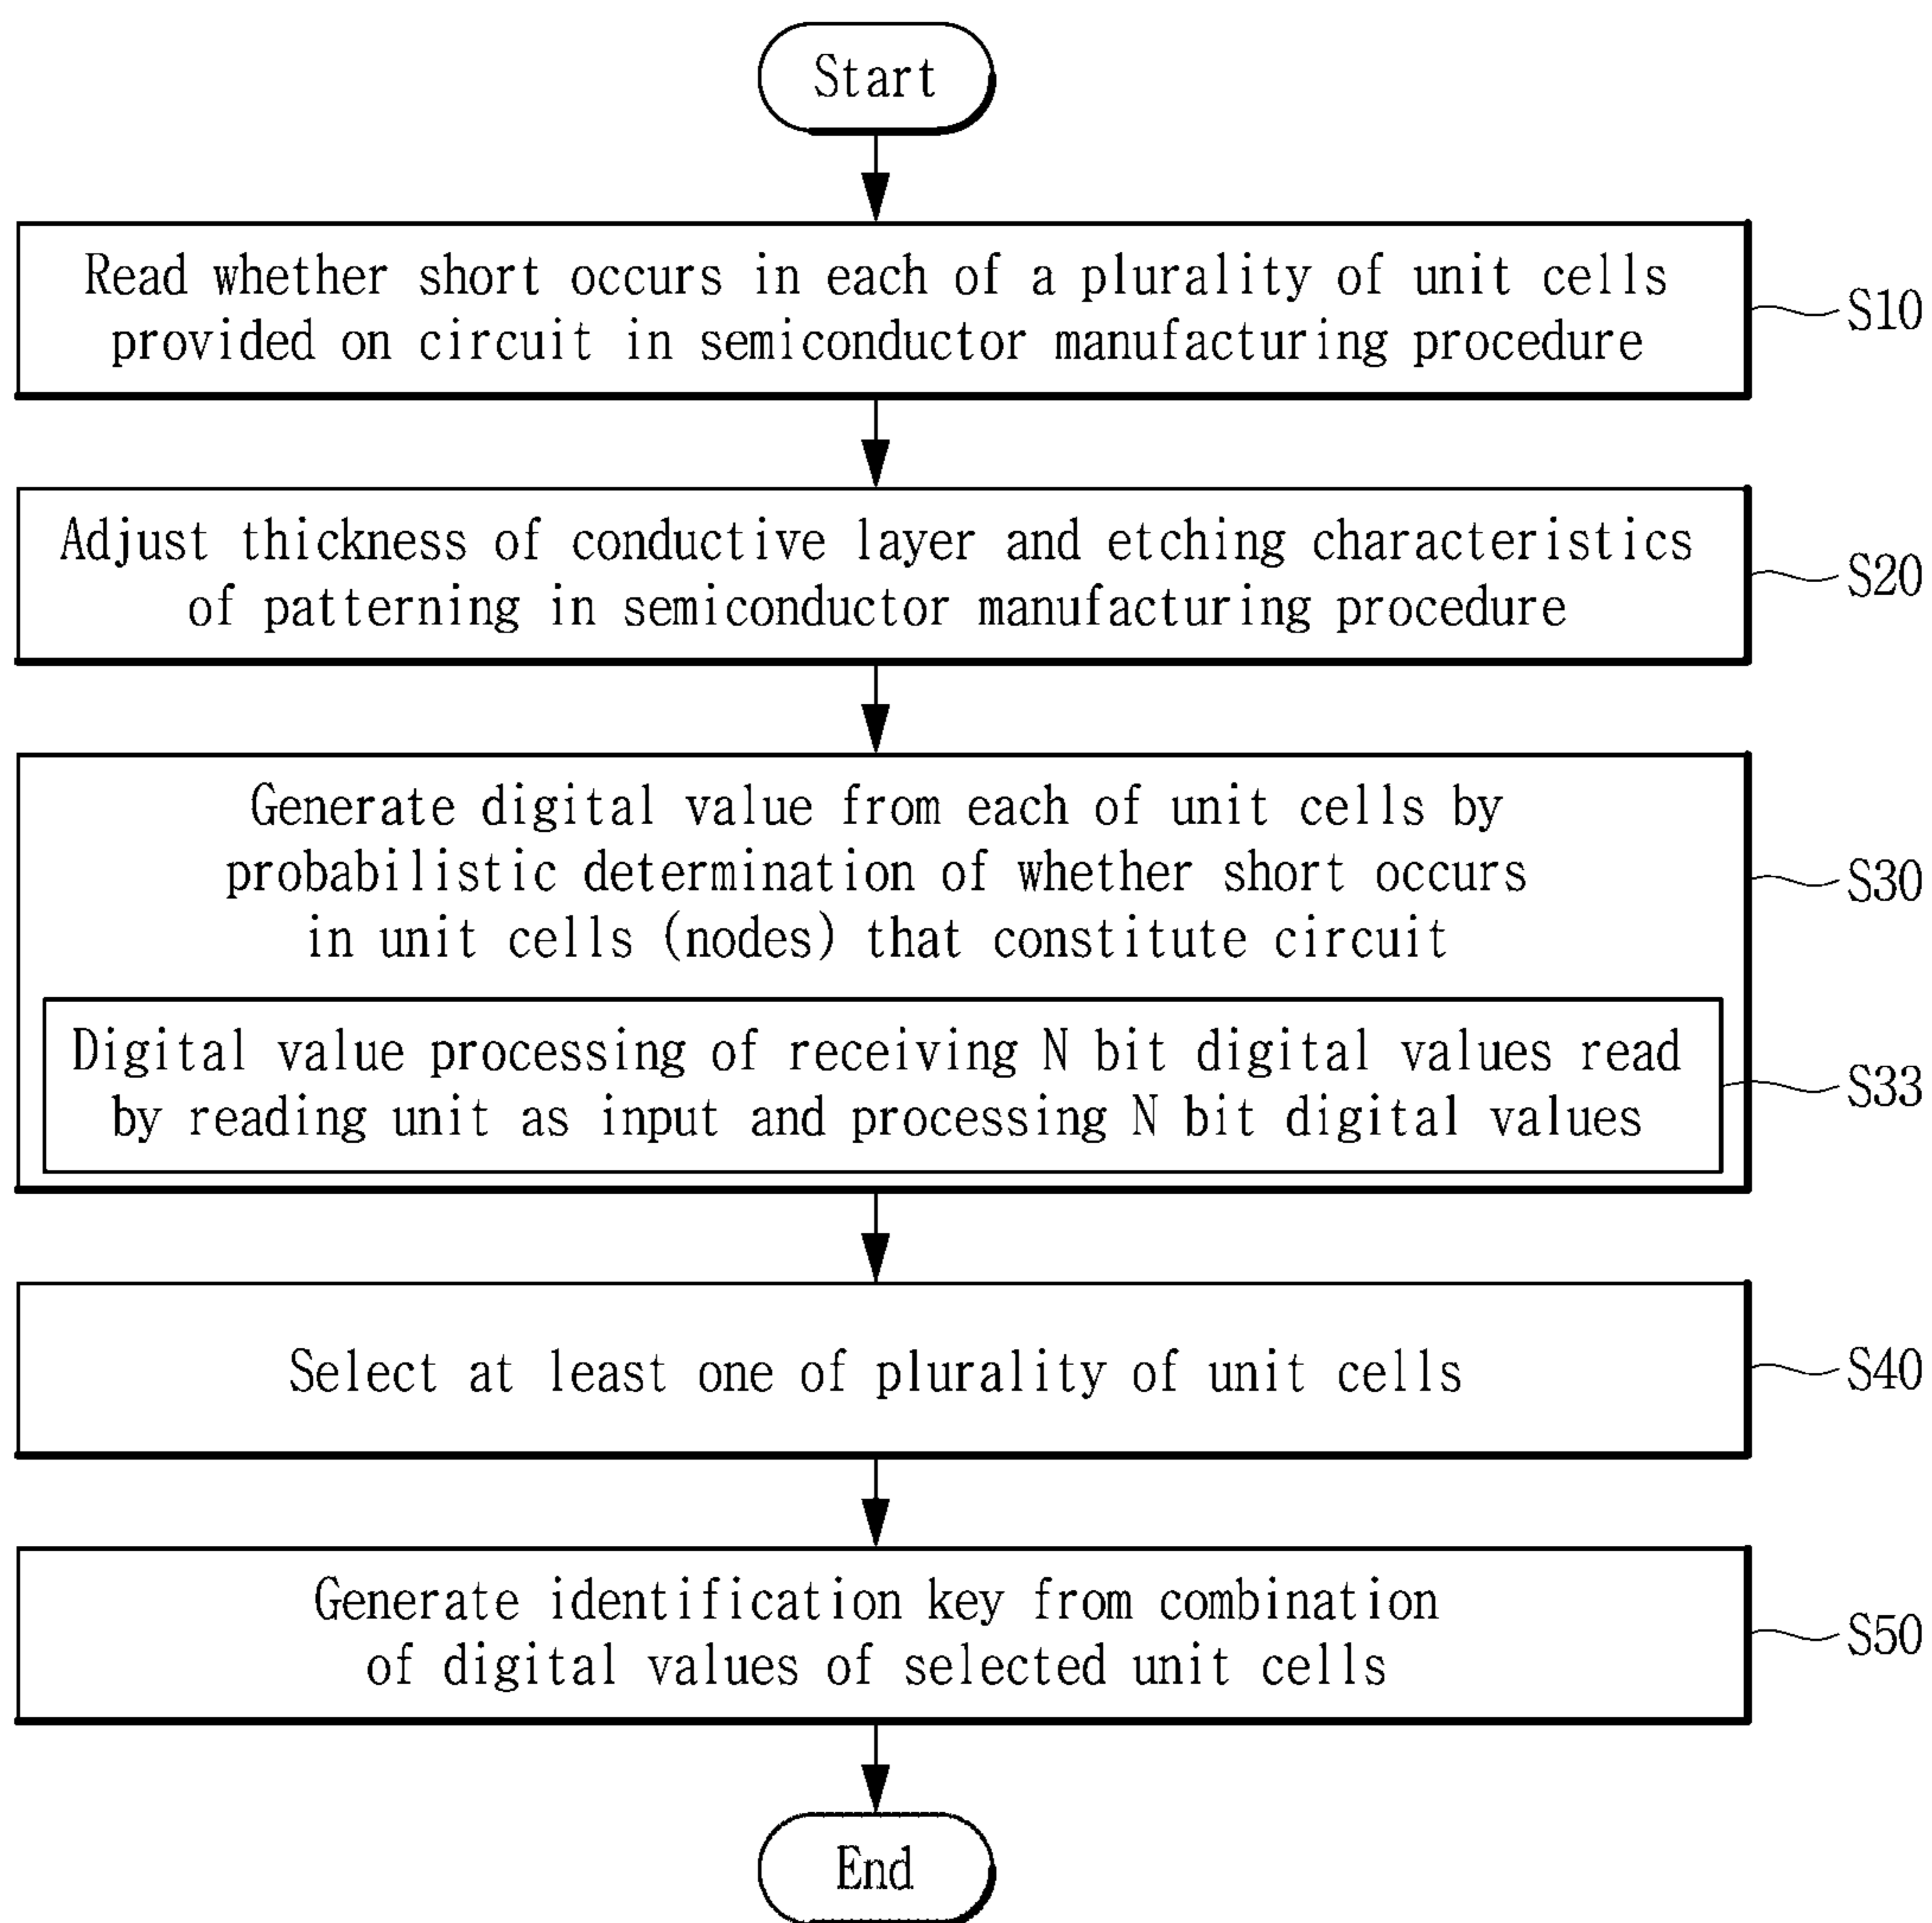 Start
Read whether short occurs in each of a plurality of unit cells
provided on circuit in semiconductor manufacturing procedure
S10
Adjust thickness of conductive layer and etching characteristics
of patterning in semiconductor manufacturing procedure
S20
Generate digital value from each of unit cells by
probabilistic determination of whether short occurs
in unit cells (nodes) that constitute circuit
S30
Digital value processing of receiving N bit digital values read
by reading unit as input and processing N bit digital values
S33
Select at least one of plurality of unit cells
S40
Generate identification key from combination
of digital values of selected unit cells
S50
End